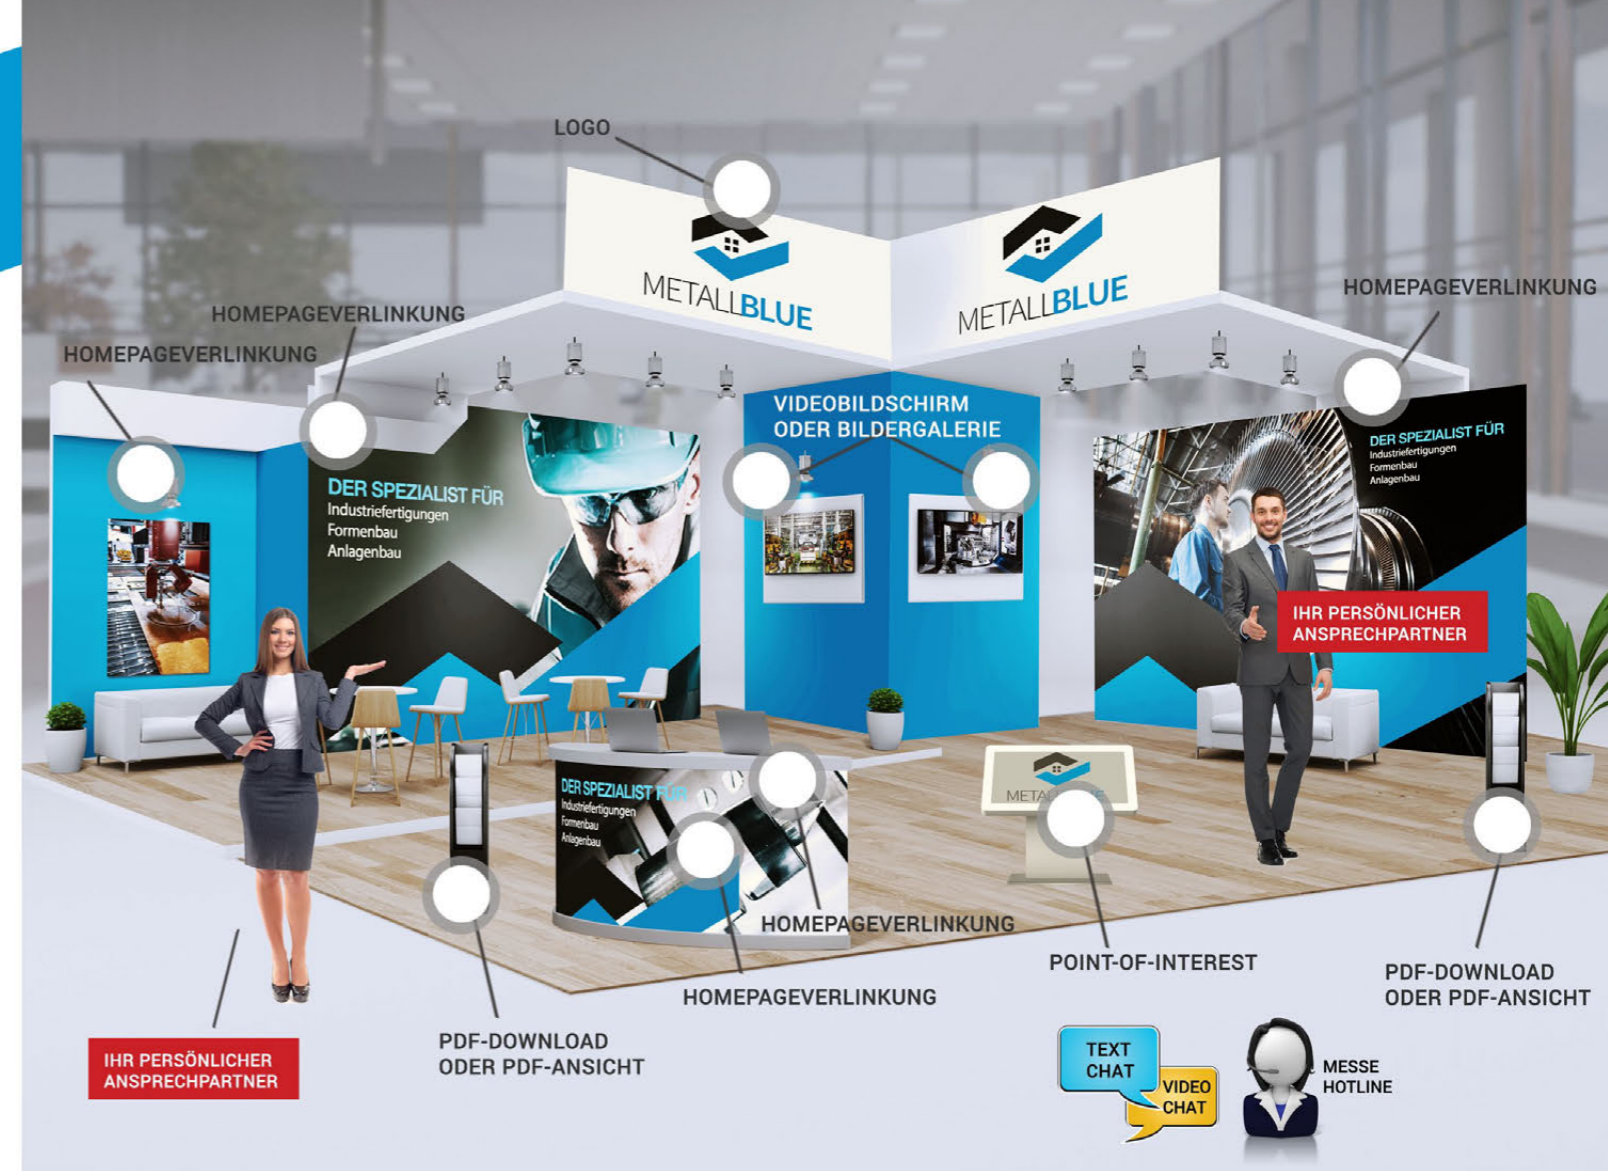 LOGO
METALLBLUE
METALLBLUE
HOMEPAGEVERLINKUNG
HOMEPAGEVERLINKUNG
HOMEPAGEVERLINKUNG
VIDEOBILDSCHIRM
ODER BILDERGALERIE
DER SPEZIALIST FÜR
Industriefertigungen
Formenbau
Anlagenbau
DER SPEZIALIST FÜR
Industriefertigungen
Formenbau
Anlagenbau
IHR PERSÖNLICHER
ANSPRECHPARTNER
DER SPEZIALIST FÜR
Industriefertigungen
Formenbau
Anlagenbau
METALLBLUE
HOMEPAGEVERLINKUNG
HOMEPAGEVERLINKUNG
POINT-OF-INTEREST
PDF-DOWNLOAD
ODER PDF-ANSICHT
PDF-DOWNLOAD
ODER PDF-ANSICHT
IHR PERSÖNLICHER
ANSPRECHPARTNER
TEXT
CHAT
VIDEO
CHAT
MESSE
HOTLINE